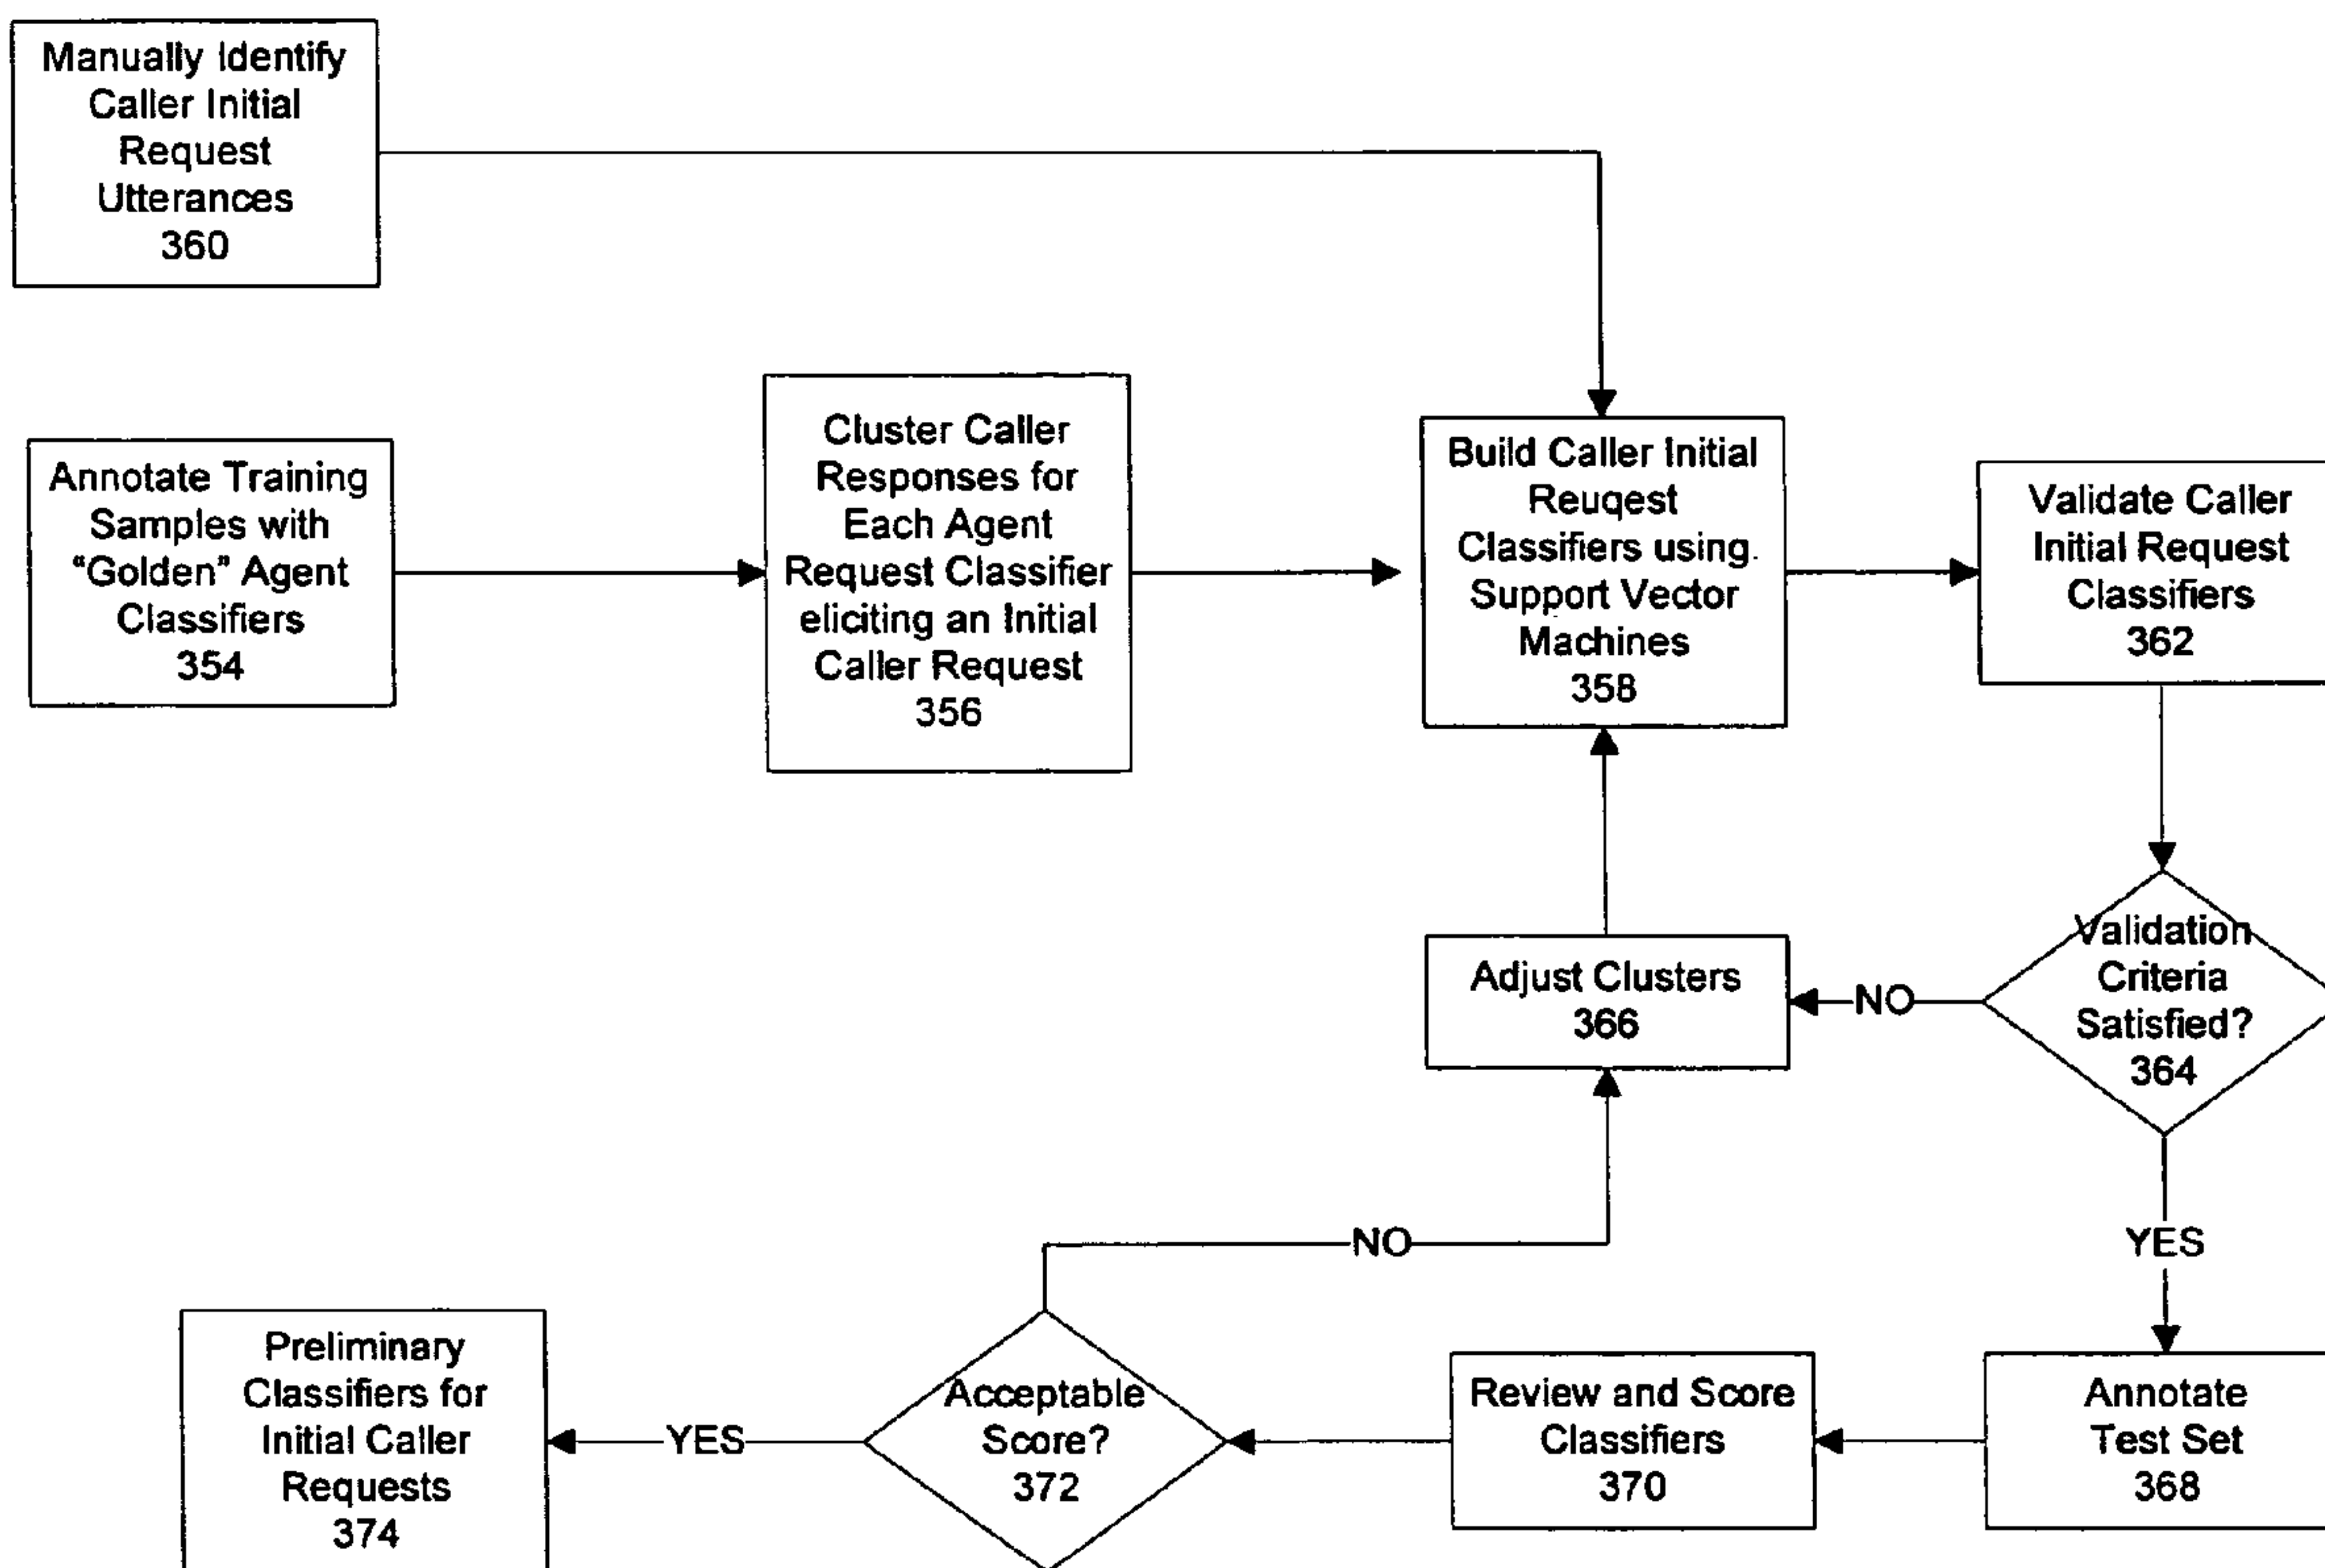 Manually Identify
Caller Initial
Request
Utterances
360
Annotate Training
Samples with
“Golden” Agent
Classifiers
354
Cluster Caller
Responses for
Each Agent
Request Classifier
eliciting an Initial
Caller Request
356
Build Caller Initial
Reuqest
Classifiers using
Support Vector
Machines
358
Validate Caller
Initial Request
Classifiers
362
Validation
Criteria
Satisfied?
364
NO
Adjust Clusters
366
YES
NO
Annotate
Test Set
368
Review and Score
Classifiers
370
Acceptable
Score?
372
YES
Preliminary
Classifiers for
Initial Caller
Requests
374